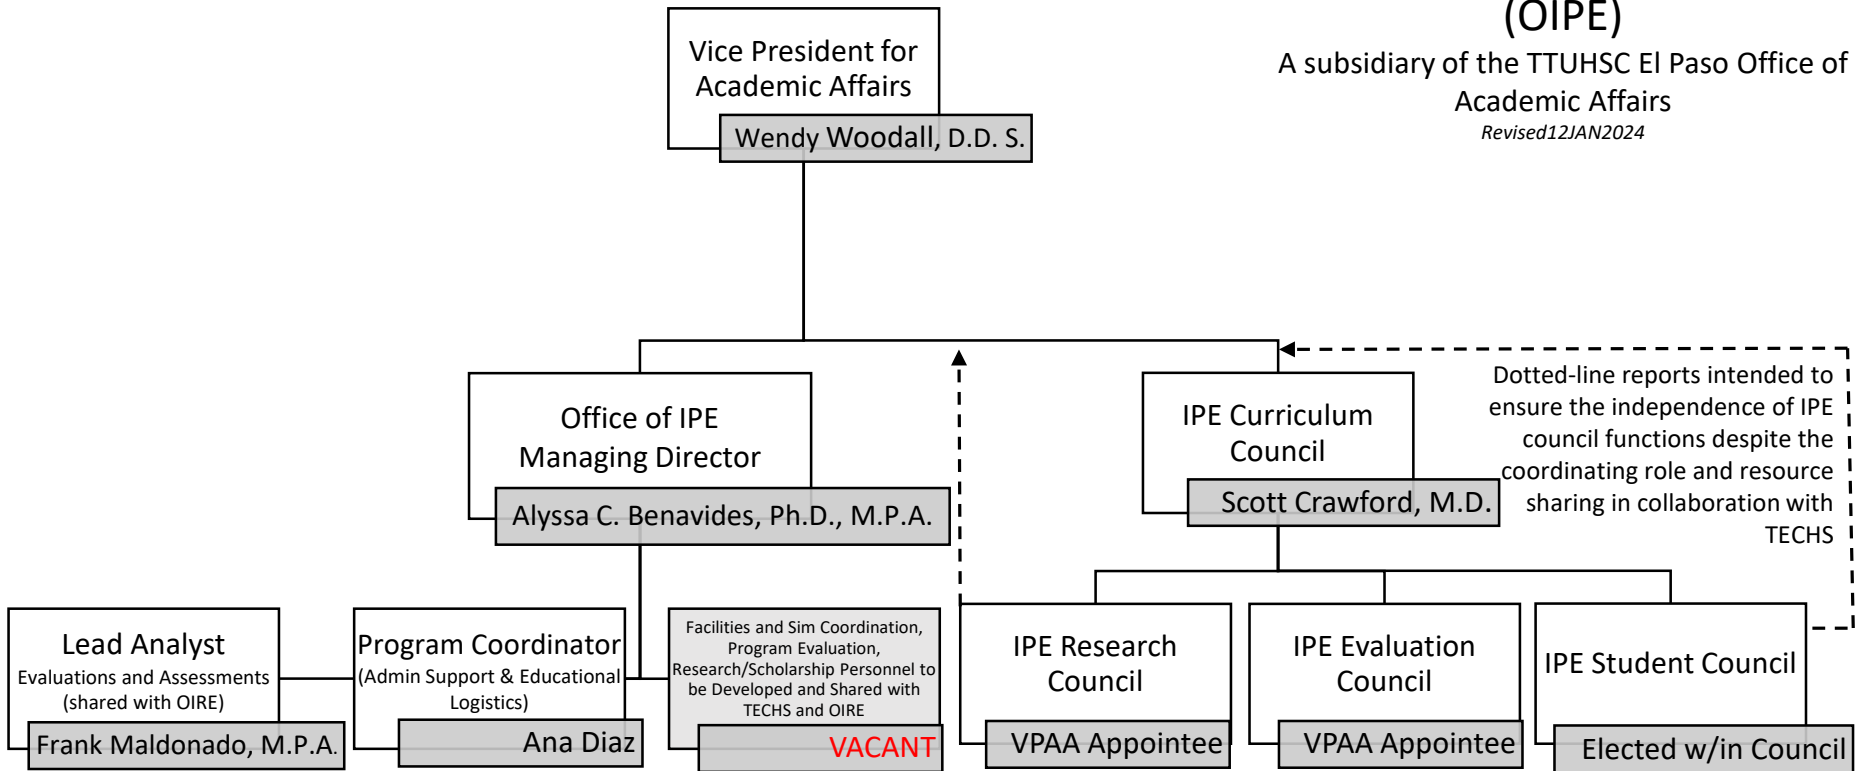 (OIPE)
A subsidiary of the TTUHSC El Paso Office of
Academic Affairs
Revised12JAN2024
Vice President for
Academic Affairs
Wendy Woodall, D.D. S.
Office of IPE
Managing Director
Alyssa C. Benavides, Ph.D., M.P.A.
IPE Curriculum
Council
Scott Crawford, M.D.
Dotted-line reports intended to
ensure the independence of IPE
council functions despite the
coordinating role and resource
sharing in collaboration with
TECHS
Lead Analyst
Evaluations and Assessments
(shared with OIRE)
Frank Maldonado, M.P.A.
Program Coordinator
(Admin Support & Educational
Logistics)
Ana Diaz
Facilities and Sim Coordination,
Program Evaluation,
Research/Scholarship Personnel to
be Developed and Shared with
TECHS and OIRE
VACANT
IPE Research
Council
VPAA Appointee
IPE Evaluation
Council
VPAA Appointee
IPE Student Council
Elected w/in Council